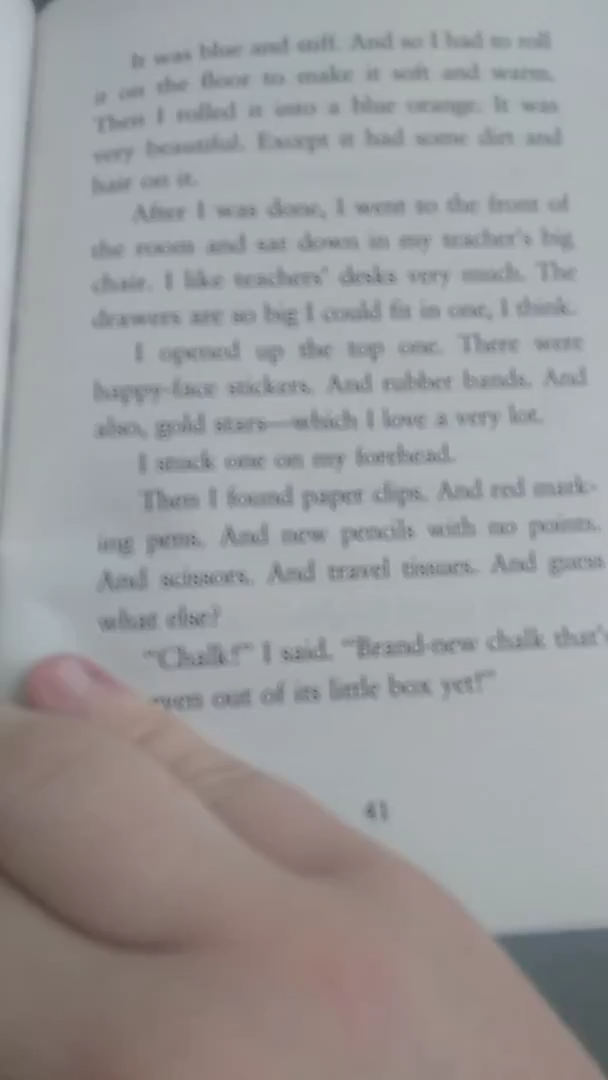 It was blue and stiff. And so I had to roll
it on the floor to make it soft and warm.
Then I rolled it into a blue orange. It was
very beautiful. Except it had some dirt and
hair on it.
After I was done, I went to the front of
the room and sat down in my teacher's big
chair. I like teachers' desks very much. The
drawers are so big I could fit in one, I think.
I opened up the top one. There were
happy-face stickers. And rubber bands. And
also, gold stars—which I love a very lot.
I stuck one on my forehead.
Then I found paper clips. And red mark-
ing pens. And new pencils with no points.
And scissors. And travel tissues. And guess
what else?
"Chalk!" I said. "Brand-new chalk that's
out of its little box yet!"
41